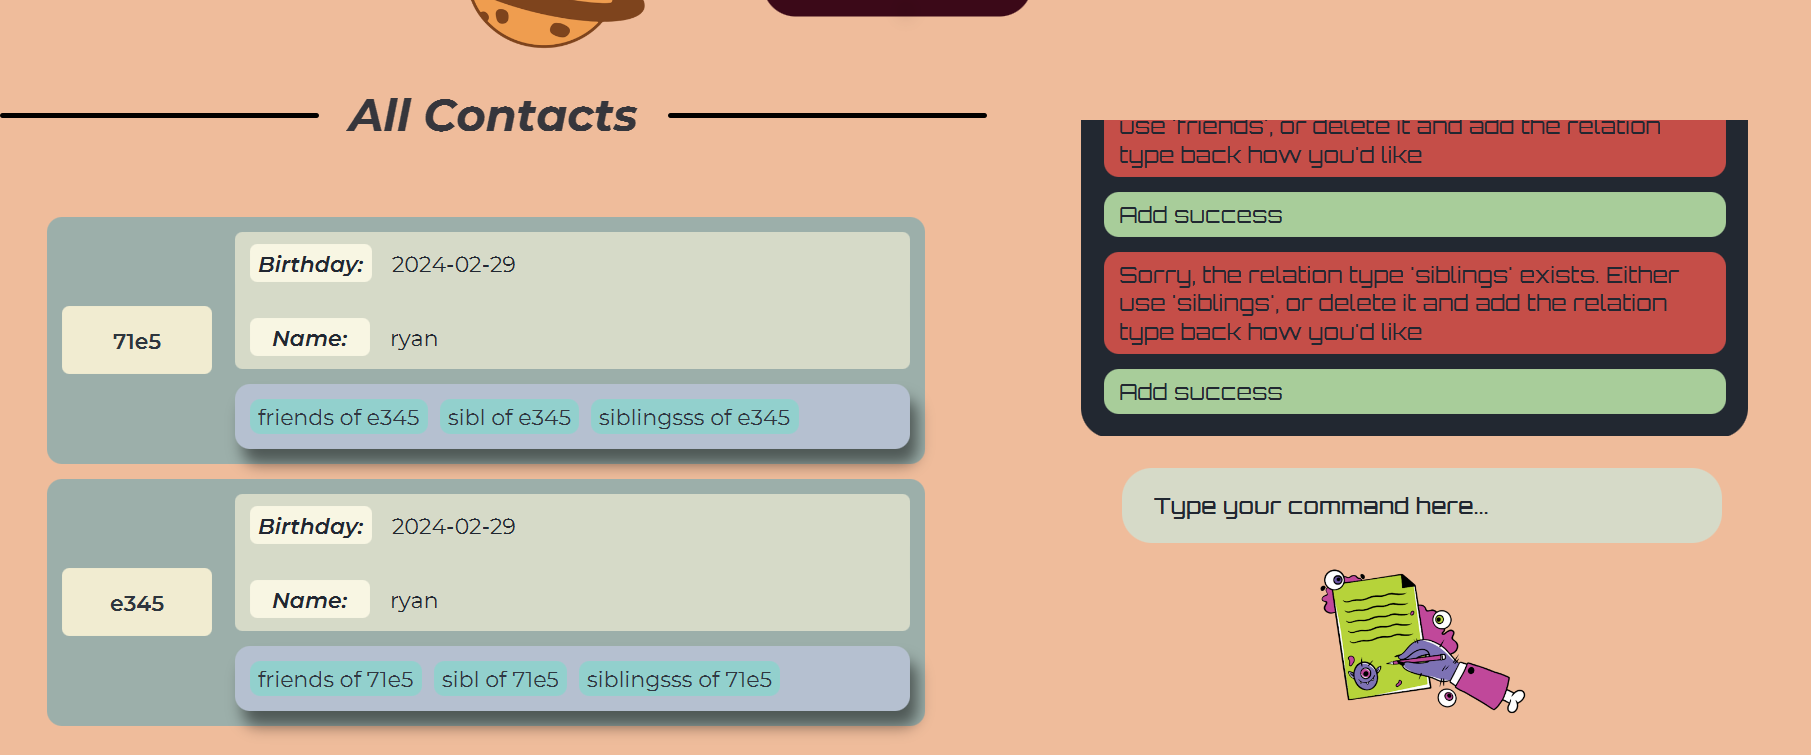 All Contacts
71e5
Birthday: 2024-02-29
Name: ryan
friends of e345 sibl of e345 siblingsss of e345
e345
Birthday: 2024-02-29
Name: ryan
friends of 71e5 sibl of 71e5 siblingsss of 71e5
use 'friends', or delete it and add the relation
type back how you'd like
Add success
Sorry, the relation type 'siblings' exists. Either
use 'siblings', or delete it and add the relation
type back how you'd like
Add success
Type your command here...